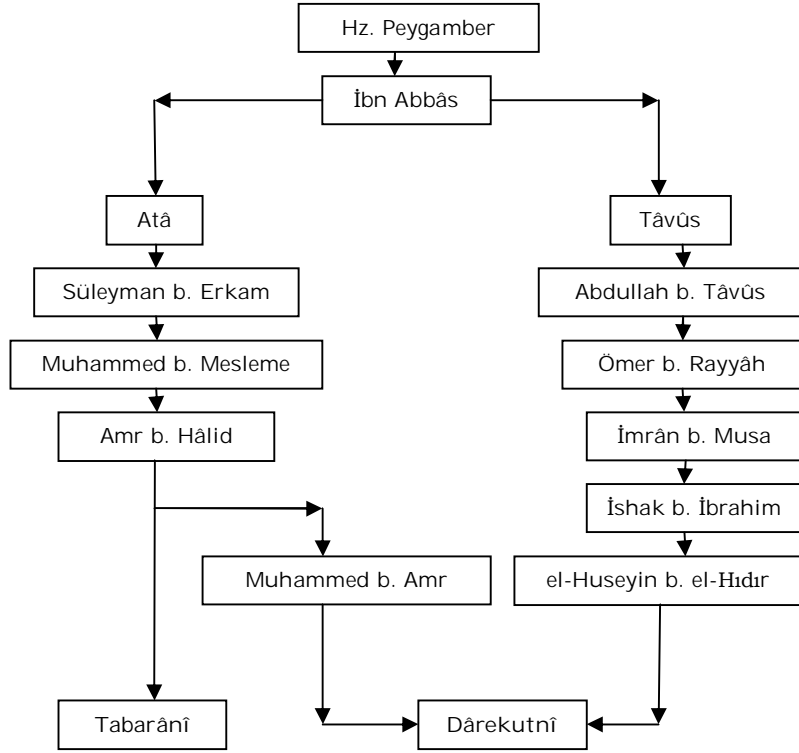 Hz. Peygamber
İbn Abbâs
Atâ
Tâvûs
Süleyman b. Erkam
Abdullah b. Tâvûs
Muhammed b. Mesleme
Ömer b. Rayyâh
Amr b. Hâlid
İmrân b. Musa
İshak b. İbrahim
Muhammed b. Amr
el-Huseyin b. el-Hıdır
Tabarânî
Dârekutnî